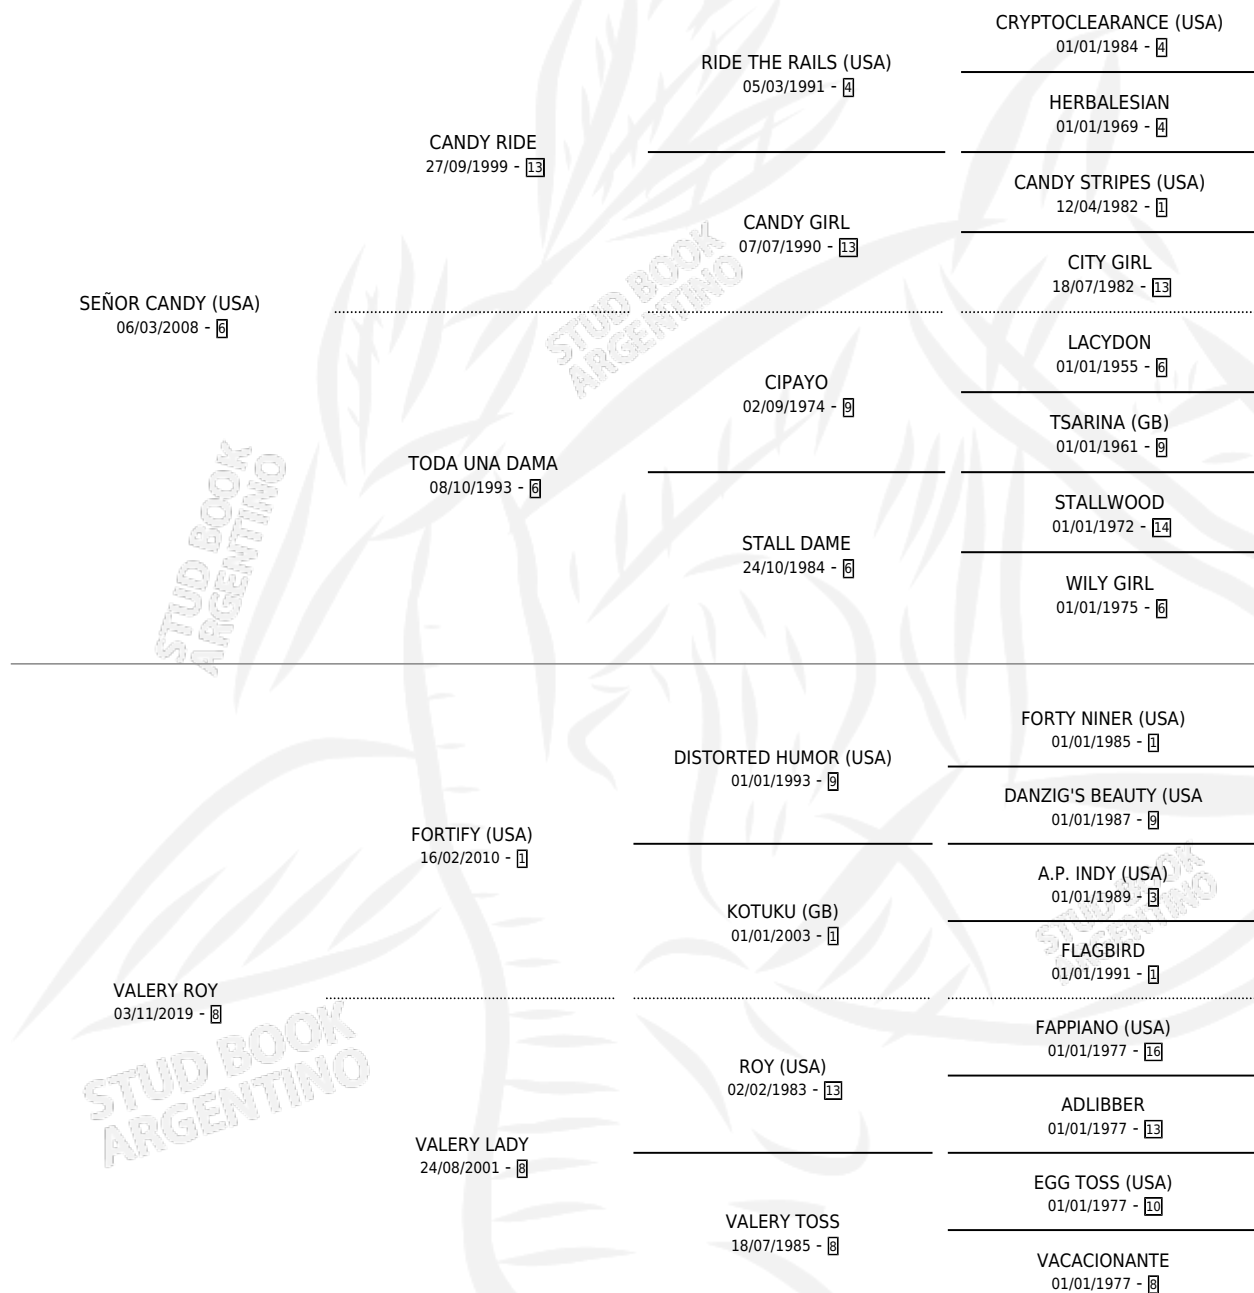 CRYPTOCLEARANCE (USA)
01/01/1984 - 4
RIDE THE RAILS (USA)
05/03/1991 - 4
HERBALESIAN
01/01/1969 - 4
CANDY RIDE
27/09/1999 - 13
CANDY STRIPES (USA)
12/04/1982 - 1
CANDY GIRL
07/07/1990 - 13
CITY GIRL
18/07/1982 - 13
SEÑOR CANDY (USA)
06/03/2008 - 6
LACYDON
01/01/1955 - 6
CIPAYO
02/09/1974 - 9
TSARINA (GB)
01/01/1961 - 9
TODA UNA DAMA
08/10/1993 - 6
STALLWOOD
01/01/1972 - 14
STALL DAME
24/10/1984 - 6
WILY GIRL
01/01/1975 - 6
FORTY NINER (USA)
01/01/1985 - 1
DISTORTED HUMOR (USA)
01/01/1993 - 9
DANZIG'S BEAUTY (USA
01/01/1987 - 9
FORTIFY (USA)
16/02/2010 - 1
A.P. INDY (USA)
01/01/1989 - 3
KOTUKU (GB)
01/01/2003 - 1
FLAGBIRD
01/01/1991 - 1
VALERY ROY
03/11/2019 - 8
FAPPIANO (USA)
01/01/1977 - 16
ROY (USA)
02/02/1983 - 13
ADLIBBER
01/01/1977 - 13
VALERY LADY
24/08/2001 - 8
EGG TOSS (USA)
01/01/1977 - 10
VALERY TOSS
18/07/1985 - 8
VACACIONANTE
01/01/1977 - 8
STUD BOOK
ARGENTINO
STUD BOOK
ARGENTINO
STUD BOOK
ARGENTINO
STUD BOOK
ARGENTINO